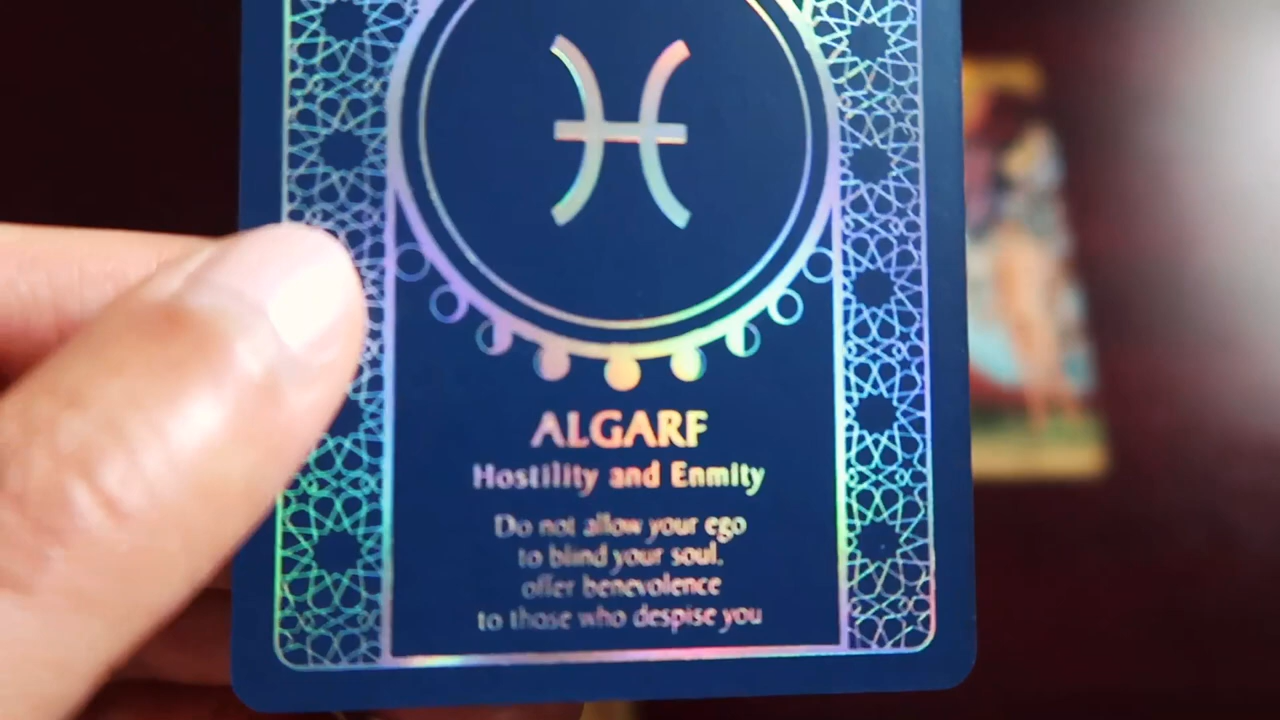 ALGARF
Hostility and Enmity
Do not allow your ego
to blind your soul.
offer benevolence
to those who despise you